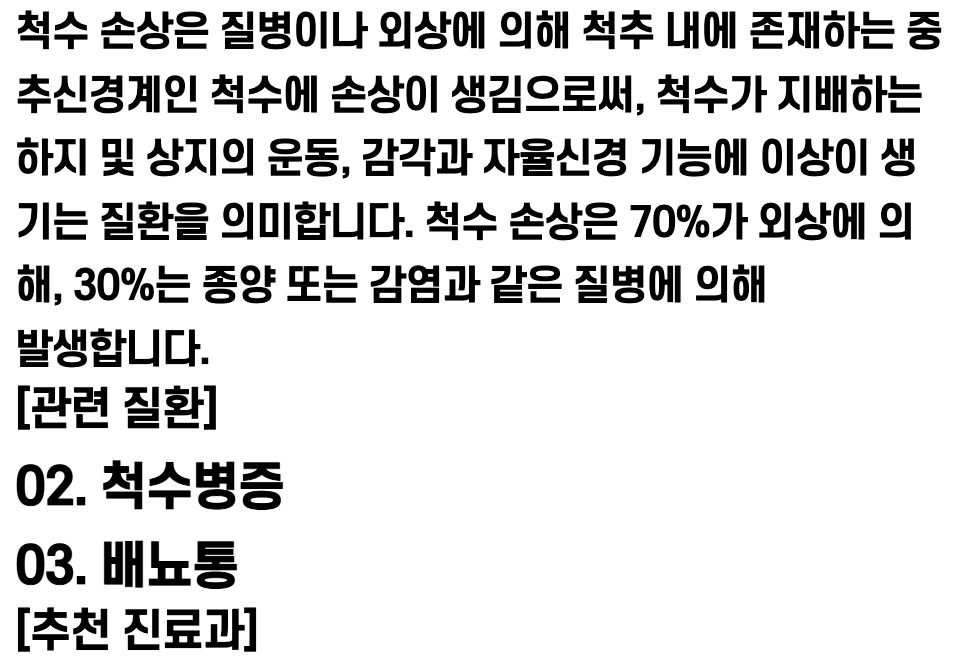 척수 손상은 질병이나 외상에 의해 척추 내에 존재하는 중
추신경계인 척수에 손상이 생김으로써, 척수가 지배하는
하지 및 상지의 운동, 감각과 자율신경 기능에 이상이 생
기는 질환을 의미합니다. 척수 손상은 70%가 외상에 의
해, 30%는 종양 또는 감염과 같은 질병에 의해
발생합니다.
[관련 질환]
02. 척수병증
03. 배뇨통
[추천 진료과]